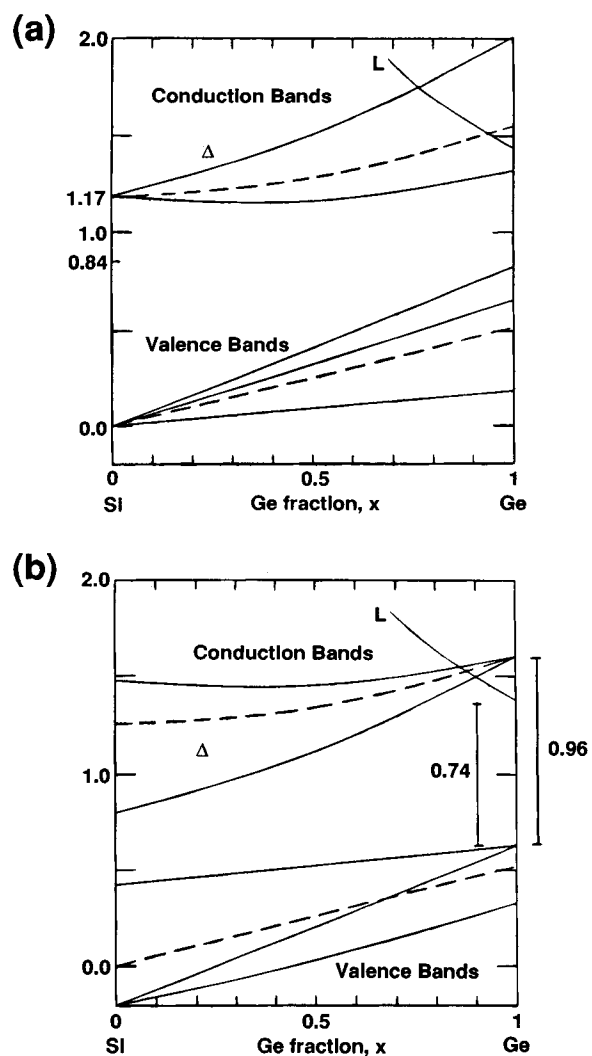 (a)
2.0
L
Conduction Bands
Δ
1.17
1.0
0.84
Valence Bands
0.0
0 0.5 1
Si Ge fraction, x Ge
(b)
2.0
L
Conduction Bands
Δ
0.96
0.74
1.0
0.0
Valence Bands
0 0.5 1
Si Ge fraction, x Ge